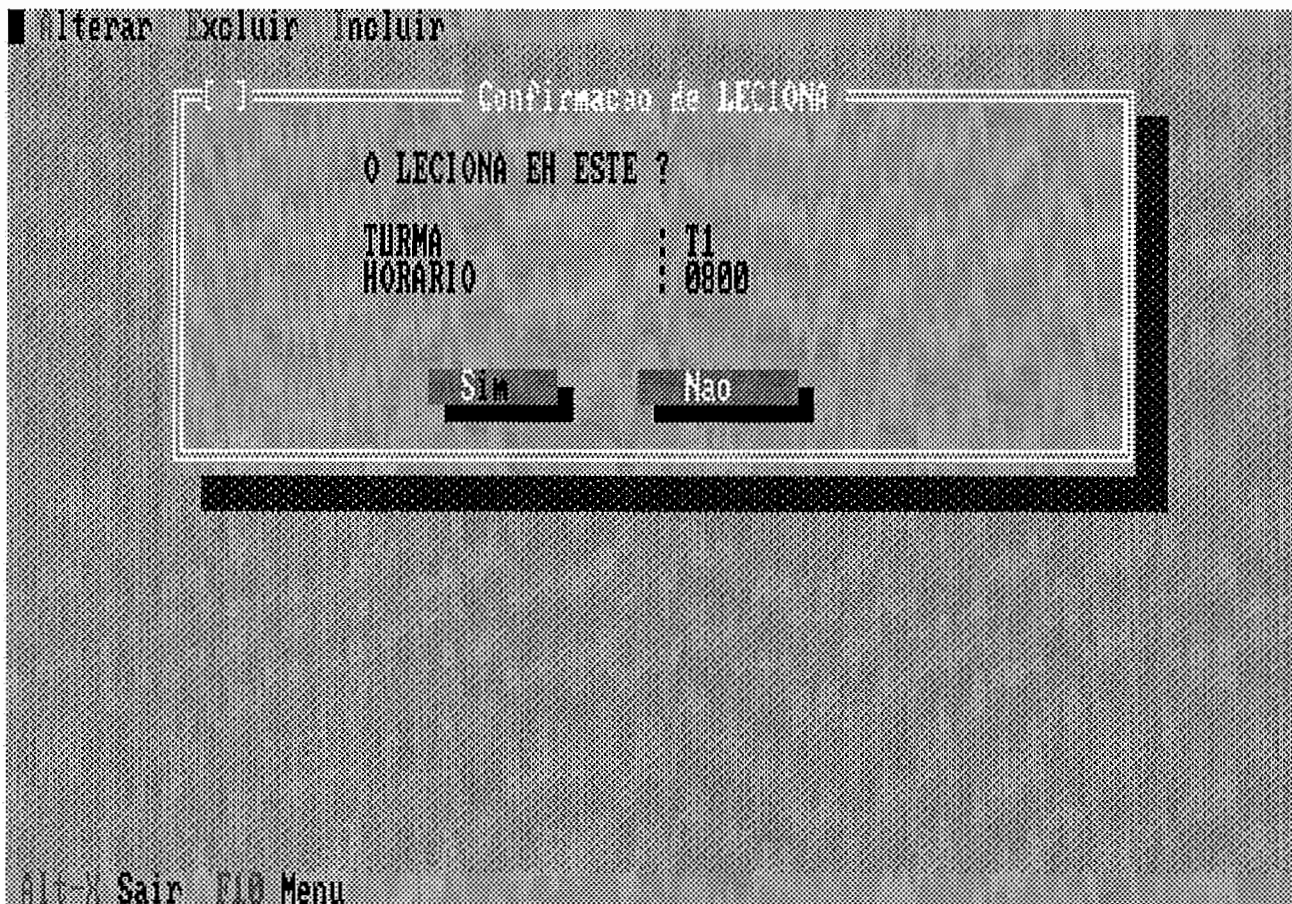 Alterar Excluir Incluir
[ ] Confirmacao de LECIONA
O LECIONA EH ESTE ?
TURMA : T1
HORARIO : 0800
Sim Nao
Alt-X Sair F10 Menu